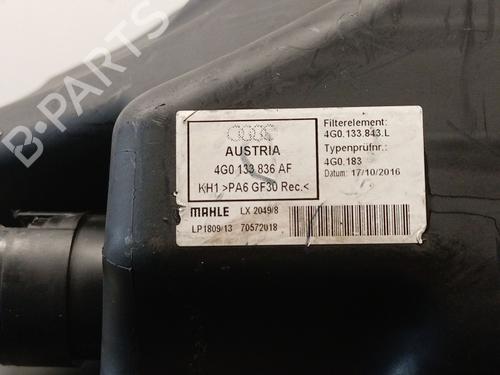 B-Parts
AUSTRIA
4G0 133 836 AF
KH1 >PA6 GF30 Rec.<
Filterelement:
4G0.133.843.L
Typenprüfnr.:
4G0.183
Datum: 17/10/2016
MAHLE LX 2049/8
LP1809/13 70572018